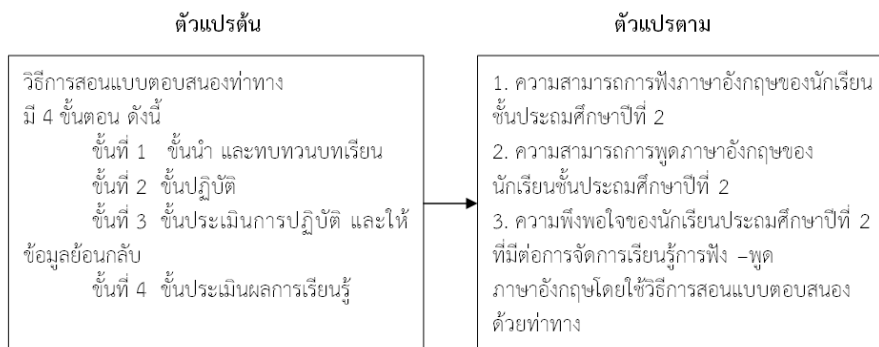 ตัวแปรต้น
วิธีการสอนแบบตอบสนองท่าทาง
มี 4 ขั้นตอน ดังนี้
ขั้นที่ 1 ขั้นนำ และทบทวนบทเรียน
ขั้นที่ 2 ขั้นปฏิบัติ
ขั้นที่ 3 ขั้นประเมินการปฏิบัติ และให้
ข้อมูลย้อนกลับ
ขั้นที่ 4 ขั้นประเมินผลการเรียนรู้
ตัวแปรตาม
1. ความสามารถการฟังภาษาอังกฤษของนักเรียน
ชั้นประถมศึกษาปีที่ 2
2. ความสามารถการพูดภาษาอังกฤษของ
นักเรียนชั้นประถมศึกษาปีที่ 2
3. ความพึงพอใจของนักเรียนประถมศึกษาปีที่ 2
ที่มีต่อการจัดการเรียนรู้การฟัง –พูด
ภาษาอังกฤษโดยใช้วิธีการสอนแบบตอบสนอง
ด้วยท่าทาง